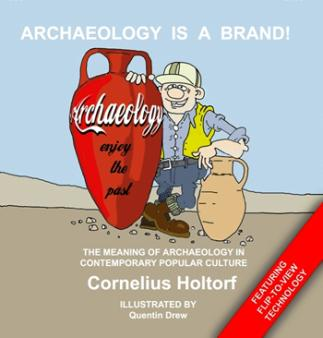 ARCHAEOLOGY IS A BRAND!
Archaeology
enjoy
the
past
THE MEANING OF ARCHAEOLOGY IN
CONTEMPORARY POPULAR CULTURE
Cornelius Holtorf
ILLUSTRATED BY
Quentin Drew
FEATURING
FLIP-TO-VIEW
TECHNOLOGY